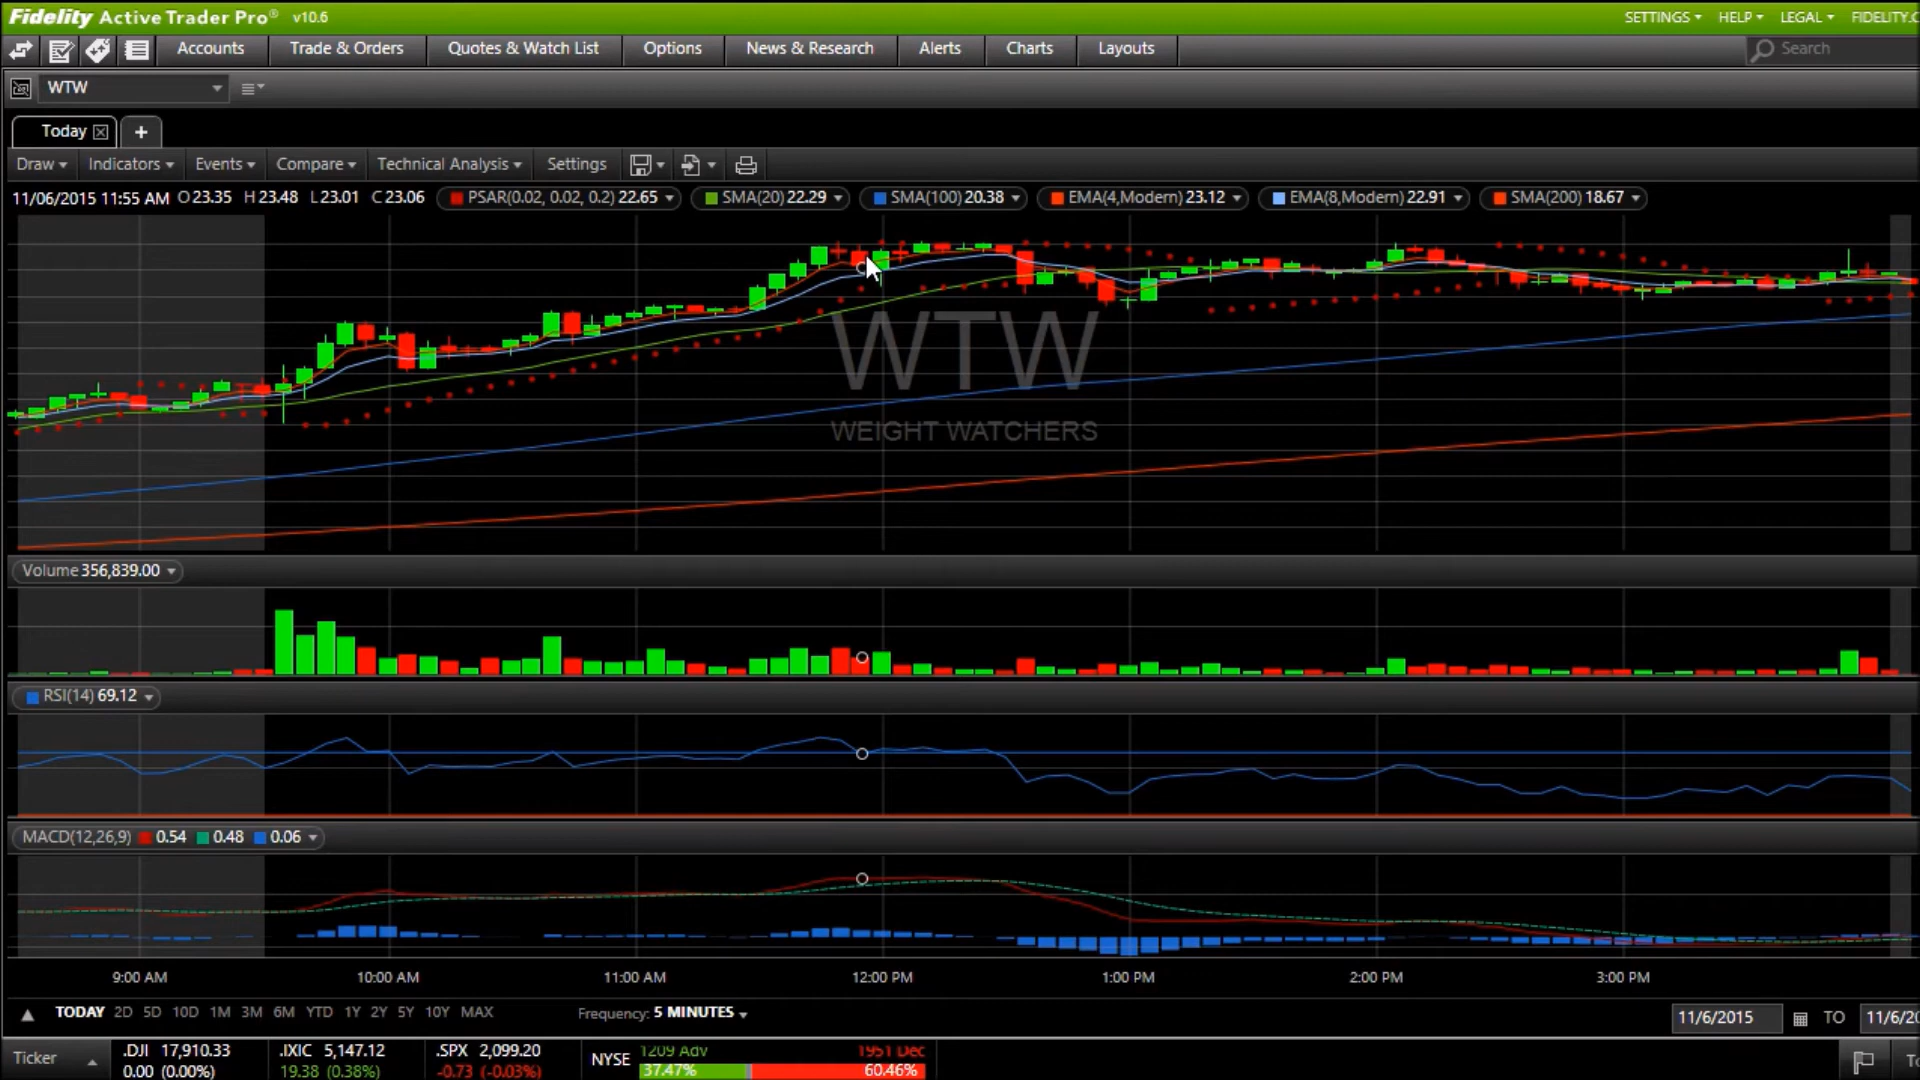 Fidelity Active Trader Pro® v10.6
SETTINGS HELP LEGAL FIDELITY.C
Accounts Trade & Orders Quotes & Watch List Options News & Research Alerts Charts Layouts Search
WTW
Today +
Draw Indicators Events Compare Technical Analysis Settings
11/06/2015 11:55 AM O 23.35 H 23.48 L 23.01 C 23.06 PSAR(0.02, 0.02, 0.2) 22.65 SMA(20) 22.29 SMA(100) 20.38 EMA(4,Modern) 23.12 EMA(8,Modern) 22.91 SMA(200) 18.67
WTW
WEIGHT WATCHERS
Volume 356,839.00
RSI(14) 69.12
MACD(12,26,9) 0.54 0.48 0.06
9:00 AM 10:00 AM 11:00 AM 12:00 PM 1:00 PM 2:00 PM 3:00 PM
TODAY 2D 5D 10D 1M 3M 6M YTD 1Y 2Y 5Y 10Y MAX Frequency: 5 MINUTES 11/6/2015 TO 11/6/20
Ticker .DJI 17,910.33 .IXIC 5,147.12 .SPX 2,099.20 NYSE 1209 Adv 1951 Dec
0.00 (0.00%) 19.38 (0.38%) -0.73 (-0.03%) 37.47% 60.46% To